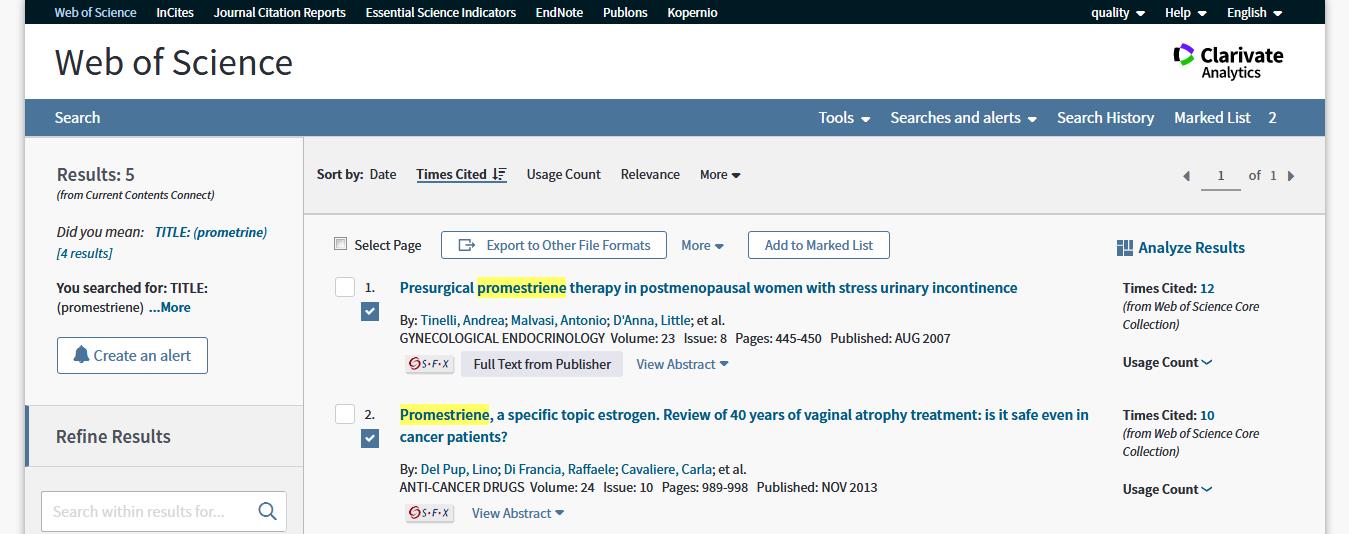 Web of Science InCites Journal Citation Reports Essential Science Indicators EndNote Publons Kopernio quality Help English
Web of Science
Clarivate
Analytics
Search Tools Searches and alerts Search History Marked List 2
Results: 5
(from Current Contents Connect)
Did you mean: TITLE: (prometrine)
[4 results]
You searched for: TITLE:
(promestriene) ...More
Create an alert
Refine Results
Search within results for...
Sort by: Date Times Cited Usage Count Relevance More
1 of 1
Select Page Export to Other File Formats More Add to Marked List
Analyze Results
1. Presurgical promestriene therapy in postmenopausal women with stress urinary incontinence
By: Tinelli, Andrea; Malvasi, Antonio; D'Anna, Little; et al.
GYNECOLOGICAL ENDOCRINOLOGY Volume: 23 Issue: 8 Pages: 445-450 Published: AUG 2007
S·F·X Full Text from Publisher View Abstract
Times Cited: 12
(from Web of Science Core
Collection)
Usage Count
2. Promestriene, a specific topic estrogen. Review of 40 years of vaginal atrophy treatment: is it safe even in
cancer patients?
By: Del Pup, Lino; Di Francia, Raffaele; Cavaliere, Carla; et al.
ANTI-CANCER DRUGS Volume: 24 Issue: 10 Pages: 989-998 Published: NOV 2013
S·F·X View Abstract
Times Cited: 10
(from Web of Science Core
Collection)
Usage Count